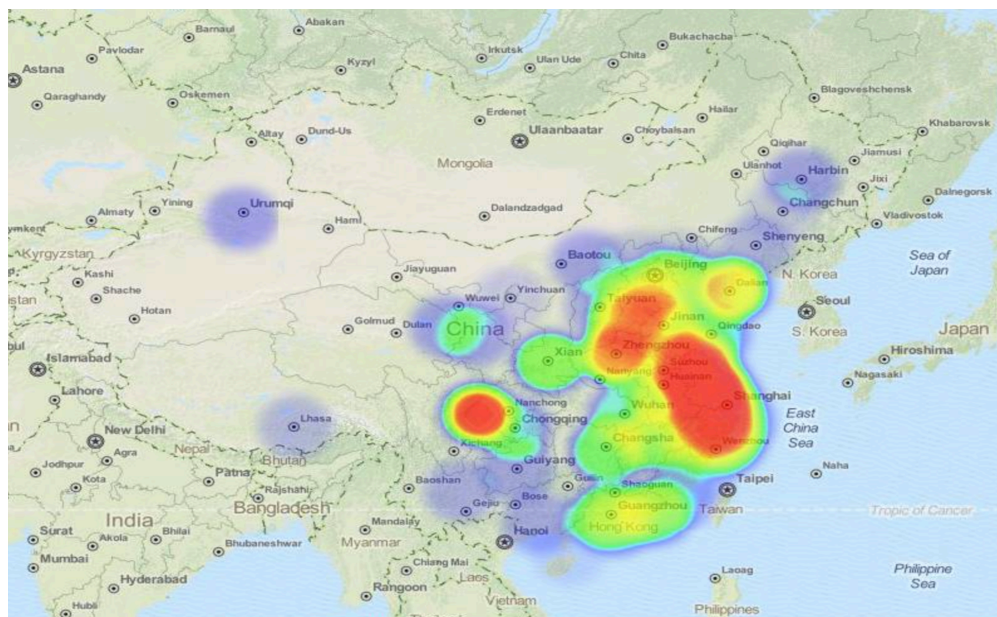 Abakan
Barnaul
Bukachacba
Pavlodar
Irkutsk
Chita
Kyzyl
Ulan Ude
Astana
Qaraghandy
Oskemen
Blagoveshchensk
Erdenet
Hailar
Altay
Dund-Us
Ulaanbaatar
Choybalsan
Khabarovsk
Qiqihar
Mongolia
Jiamusi
Ulanhot
Harbin
Jixi
Almaty
Yining
Urumqi
Dalandzadgad
Changchun
Dalnegorsk
ymkent
Hami
Chifeng
Vladivostok
Shenyeng
Kyrgyzstan
Baotou
Sea of
Japan
Kashi
Jiayuguan
Beijing
N. Korea
Shache
Yinchuan
Dalian
istan
Hotan
Wuwei
Taiyuan
Seoul
Golmud
Dulan
China
Jinan
Qingdao
S. Korea
Japan
bul
Zhengzhou
Hiroshima
Islamabad
Xian
Suzhou
Nanyang
Huainan
Nagasaki
Lahore
Shanghai
Nanchong
Wuhan
East
China
Sea
Lhasa
Chongqing
an
New Delhi
Xichang
Changsha
Wenzhou
Nepal
Agra
Bhutan
Guiyang
Jodhpur
Patna
Naha
Kota
Baoshan
Guilin
Taipei
Rajshahi
Shaoguan
Bangladesh
Gejiu
Bose
Guangzhou
Taiwan
Tropic of Cancer
India
Hong Kong
Surat
Akola
Bhilai
Mandalay
Hanoi
Mumbai
Bhubaneshwar
Myanmar
Chiang Mai
Laoag
Philippine
Sea
Hyderabad
Laos
Rangoon
Hubli
Vietnam
Philippines